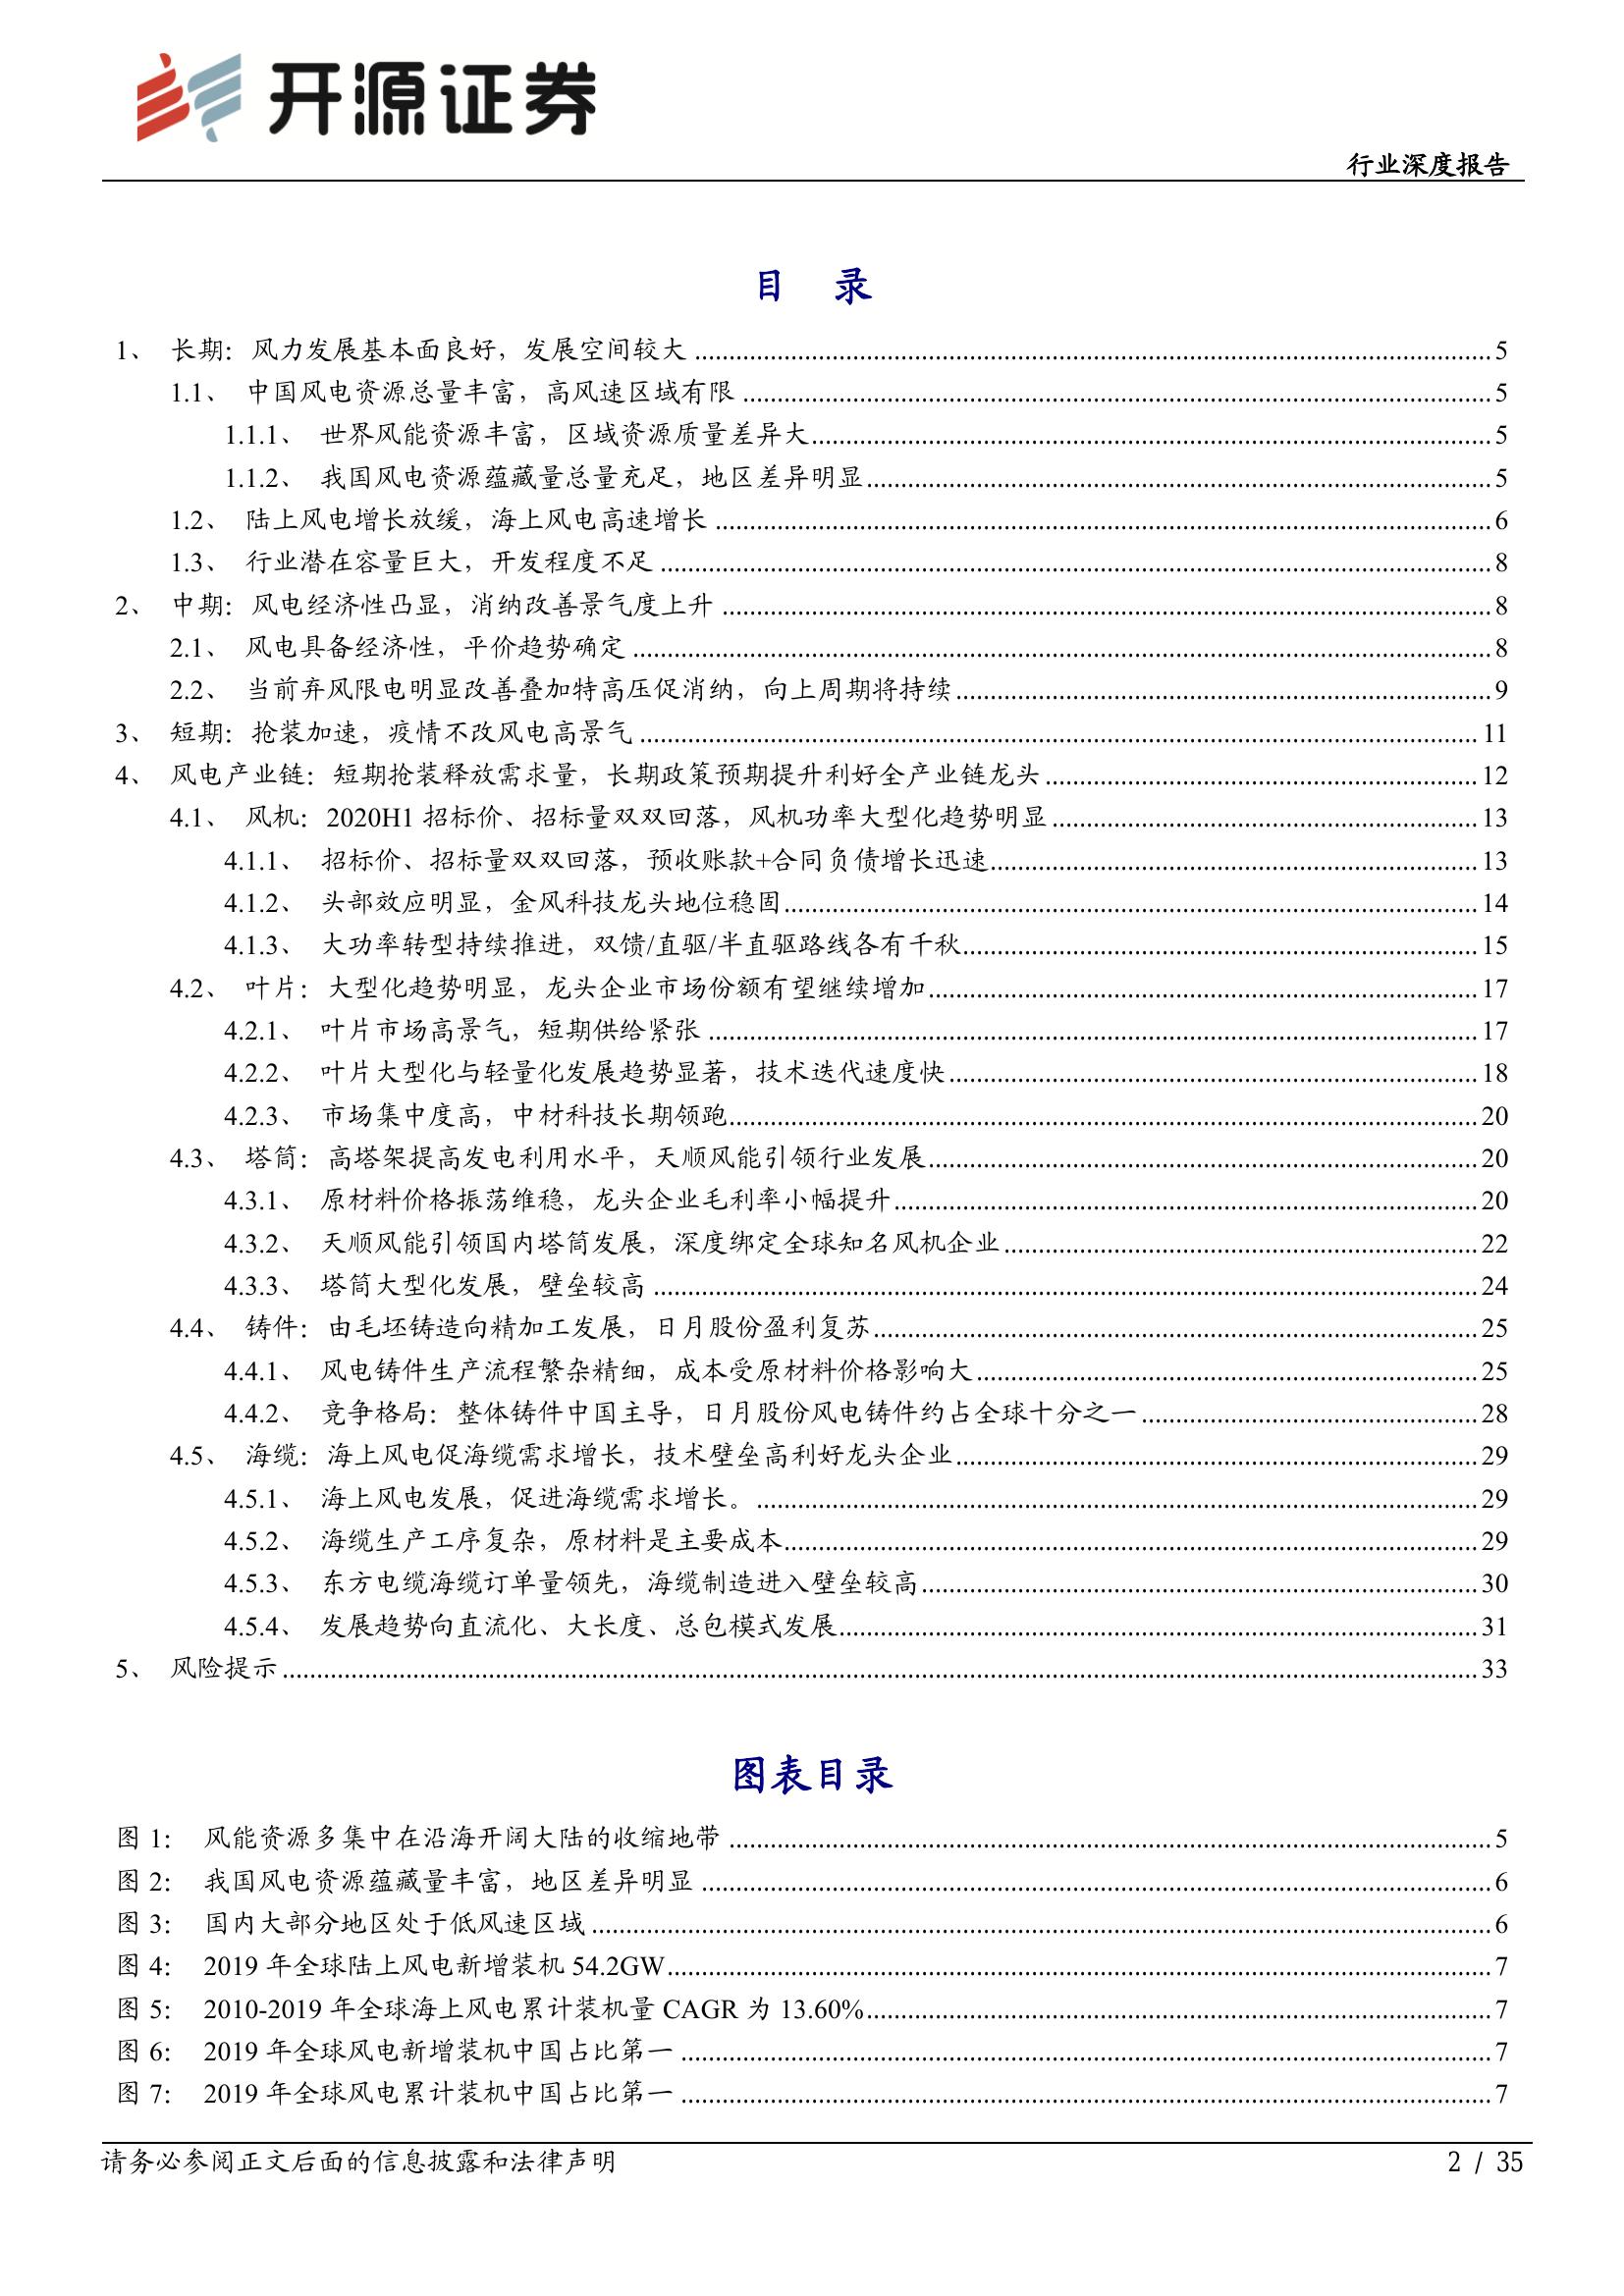 开源证券
行业深度报告
目 录
1、 长期：风力发展基本面良好，发展空间较大 5
1.1、 中国风电资源总量丰富，高风速区域有限 5
1.1.1、 世界风能资源丰富，区域资源质量差异大 5
1.1.2、 我国风电资源蕴藏量总量充足，地区差异明显 5
1.2、 陆上风电增长放缓，海上风电高速增长 6
1.3、 行业潜在容量巨大，开发程度不足 8
2、 中期：风电经济性凸显，消纳改善景气度上升 8
2.1、 风电具备经济性，平价趋势确定 8
2.2、 当前弃风限电明显改善叠加特高压促消纳，向上周期将持续 9
3、 短期：抢装加速，疫情不改风电高景气 11
4、 风电产业链：短期抢装释放需求量，长期政策预期提升利好全产业链龙头 12
4.1、 风机：2020H1 招标价、招标量双双回落，风机功率大型化趋势明显 13
4.1.1、 招标价、招标量双双回落，预收账款+合同负债增长迅速 13
4.1.2、 头部效应明显，金风科技龙头地位稳固 14
4.1.3、 大功率转型持续推进，双馈/直驱/半直驱路线各有千秋 15
4.2、 叶片：大型化趋势明显，龙头企业市场份额有望继续增加 17
4.2.1、 叶片市场高景气，短期供给紧张 17
4.2.2、 叶片大型化与轻量化发展趋势显著，技术迭代速度快 18
4.2.3、 市场集中度高，中材科技长期领跑 20
4.3、 塔筒：高塔架提高发电利用水平，天顺风能引领行业发展 20
4.3.1、 原材料价格振荡维稳，龙头企业毛利率小幅提升 20
4.3.2、 天顺风能引领国内塔筒发展，深度绑定全球知名风机企业 22
4.3.3、 塔筒大型化发展，壁垒较高 24
4.4、 铸件：由毛坯铸造向精加工发展，日月股份盈利复苏 25
4.4.1、 风电铸件生产流程繁杂精细，成本受原材料价格影响大 25
4.4.2、 竞争格局：整体铸件中国主导，日月股份风电铸件约占全球十分之一 28
4.5、 海缆：海上风电促海缆需求增长，技术壁垒高利好龙头企业 29
4.5.1、 海上风电发展，促进海缆需求增长。 29
4.5.2、 海缆生产工序复杂，原材料是主要成本 29
4.5.3、 东方电缆海缆订单量领先，海缆制造进入壁垒较高 30
4.5.4、 发展趋势向直流化、大长度、总包模式发展 31
5、 风险提示 33
图表目录
图 1： 风能资源多集中在沿海开阔大陆的收缩地带 5
图 2： 我国风电资源蕴藏量丰富，地区差异明显 6
图 3： 国内大部分地区处于低风速区域 6
图 4： 2019 年全球陆上风电新增装机 54.2GW 7
图 5： 2010-2019 年全球海上风电累计装机量 CAGR 为 13.60% 7
图 6： 2019 年全球风电新增装机中国占比第一 7
图 7： 2019 年全球风电累计装机中国占比第一 7
请务必参阅正文后面的信息披露和法律声明 2 / 35